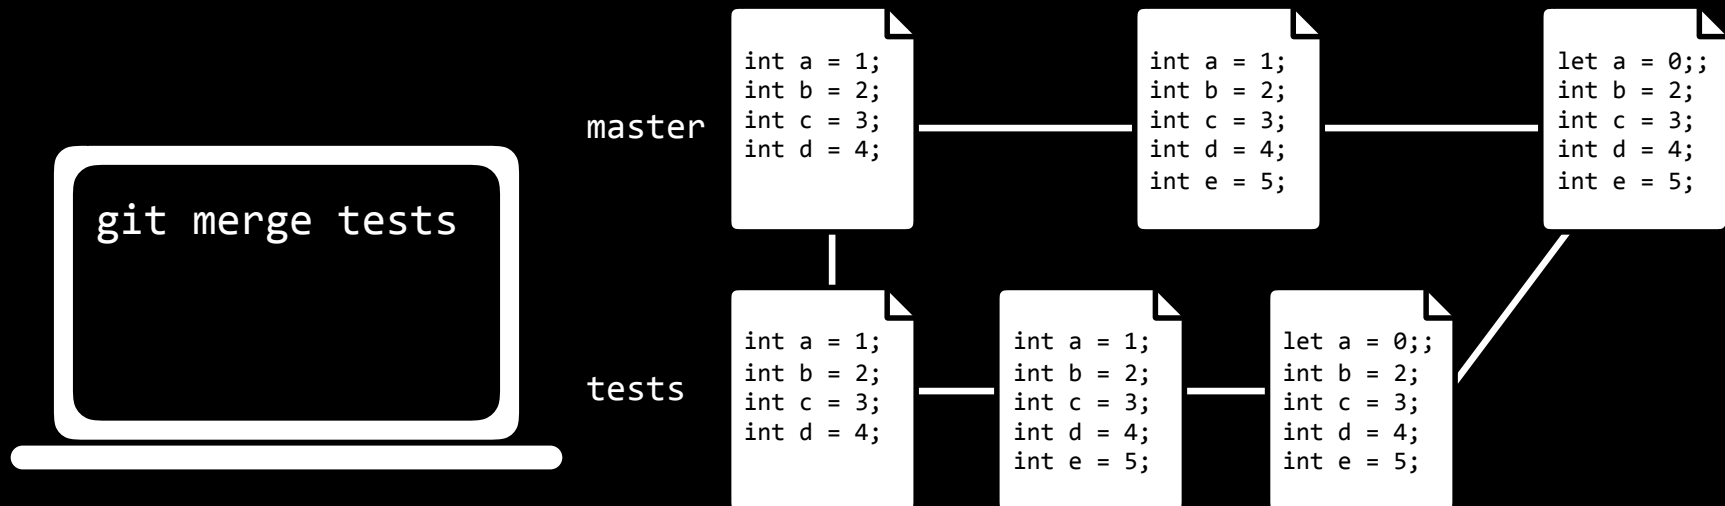 git merge tests
master
int a = 1;
int b = 2;
int c = 3;
int d = 4;
int a = 1;
int b = 2;
int c = 3;
int d = 4;
int e = 5;
let a = 0;;
int b = 2;
int c = 3;
int d = 4;
int e = 5;
tests
int a = 1;
int b = 2;
int c = 3;
int d = 4;
int a = 1;
int b = 2;
int c = 3;
int d = 4;
int e = 5;
let a = 0;;
int b = 2;
int c = 3;
int d = 4;
int e = 5;